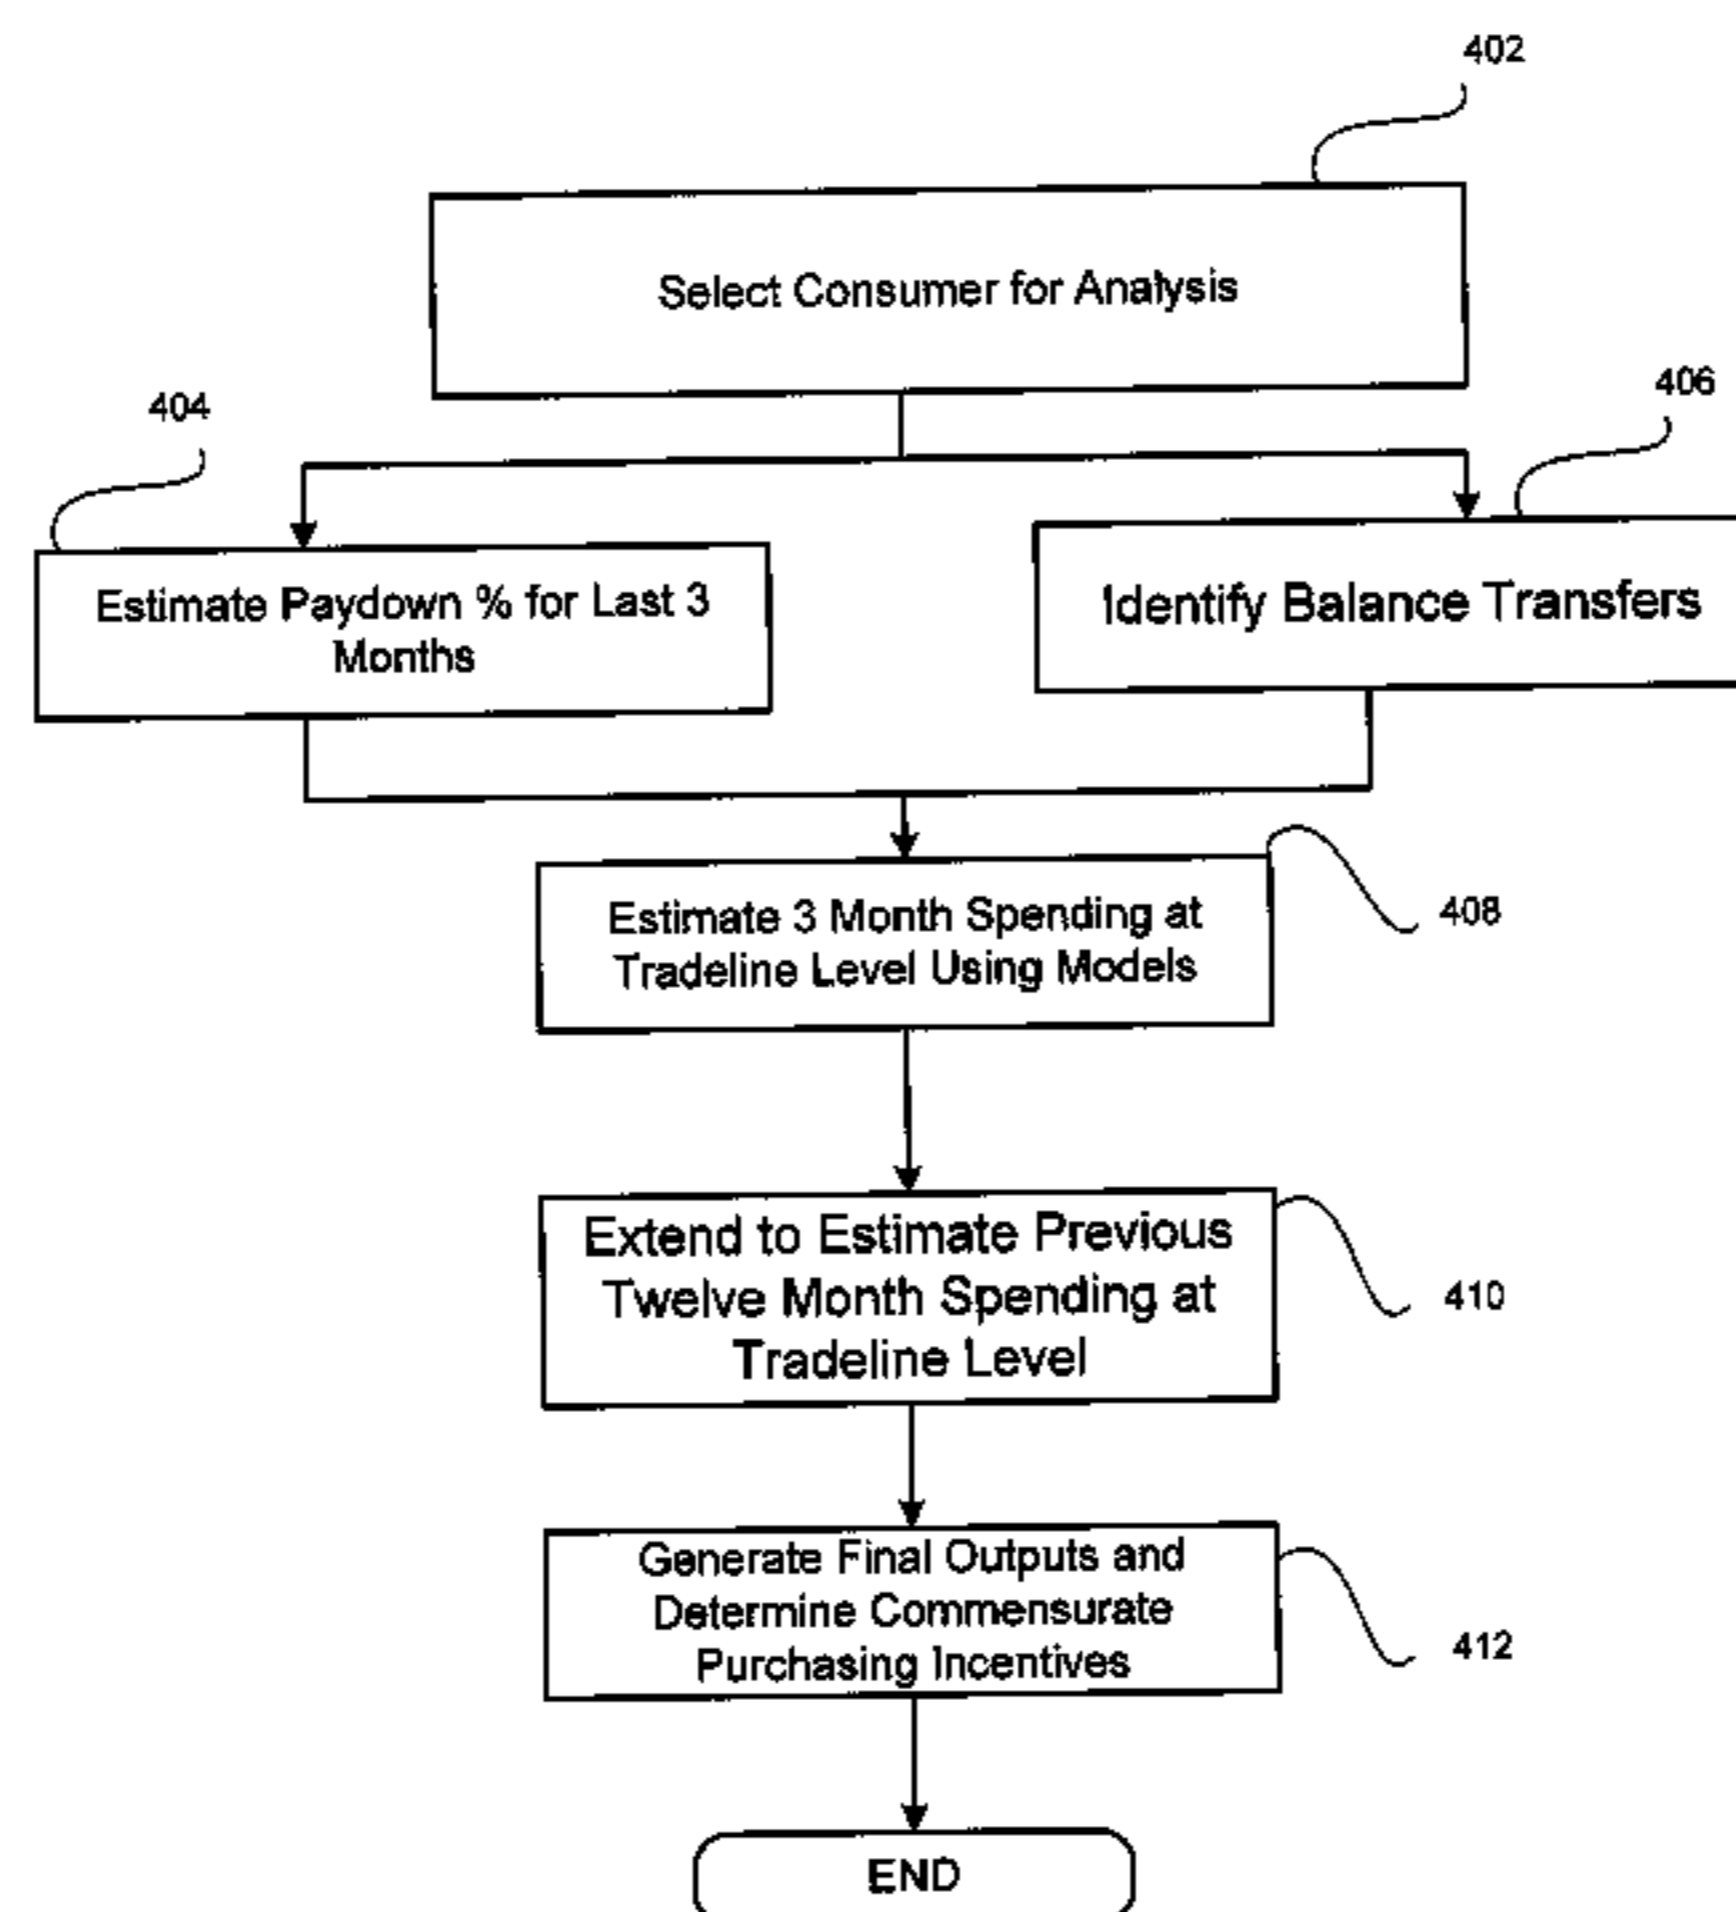 402
Select Consumer for Analysis
404
406
Estimate Paydown % for Last 3
Months
Identify Balance Transfers
Estimate 3 Month Spending at
Tradeline Level Using Models
408
Extend to Estimate Previous
Twelve Month Spending at
Tradeline Level
410
Generate Final Outputs and
Determine Commensurate
Purchasing Incentives
412
END